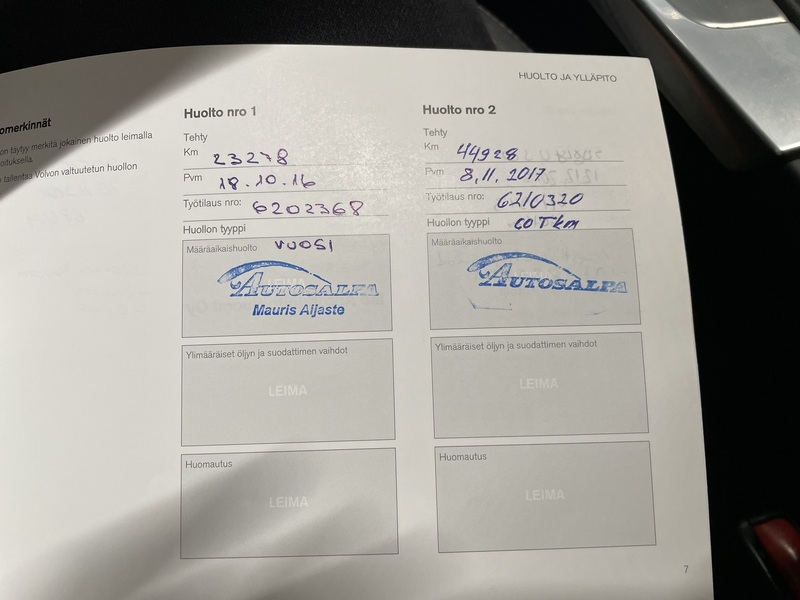 HUOLTO JA YLLÄPITO
omerkinnät
on täytyy merkitä jokainen huolto leimalla
oituksella.
tallentaa Volvon valtuutetun huollon
Huolto nro 1
Tehty
Km 23278
Pvm 18.10.16
Työtilaus nro: 6202368
Huollon tyyppi
Määräaikaishuolto VUOSI
AUTOSALPA
Mauris Aijaste
Ylimääräiset öljyn ja suodattimen vaihdot
LEIMA
Huomautus
LEIMA
Huolto nro 2
Tehty
Km 44928
Pvm 8.11.2017
Työtilaus nro: 6210320
Huollon tyyppi 60Tkm
Määräaikaishuolto
AUTOSALPA
Ylimääräiset öljyn ja suodattimen vaihdot
LEIMA
Huomautus
LEIMA
7